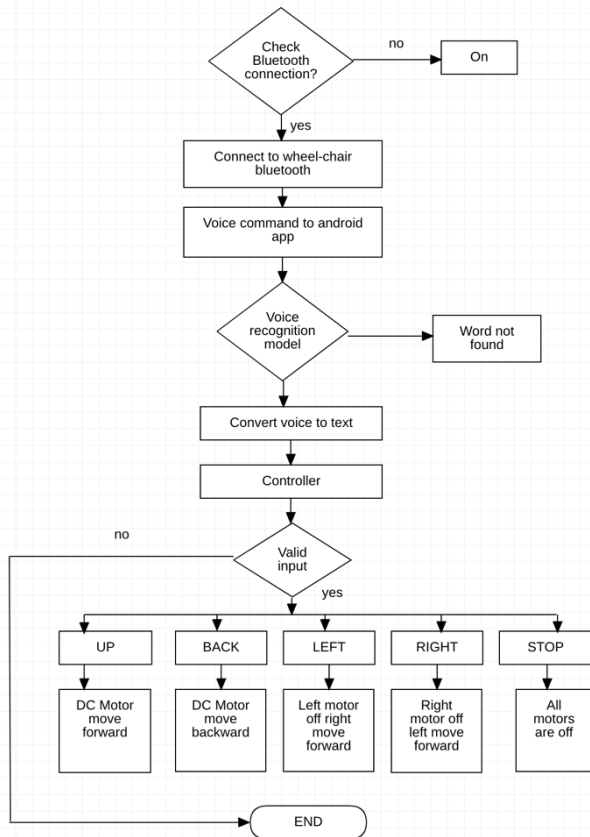 Check
Bluetooth
connection?
no
On
yes
Connect to wheel-chair
bluetooth
Voice command to android
app
Voice
recognition
model
Word not
found
Convert voice to text
Controller
no
Valid
input
yes
UP
BACK
LEFT
RIGHT
STOP
DC Motor
move
forward
DC Motor
move
backward
Left motor
off right
move
forward
Right
motor off
left move
forward
All
motors
are off
END